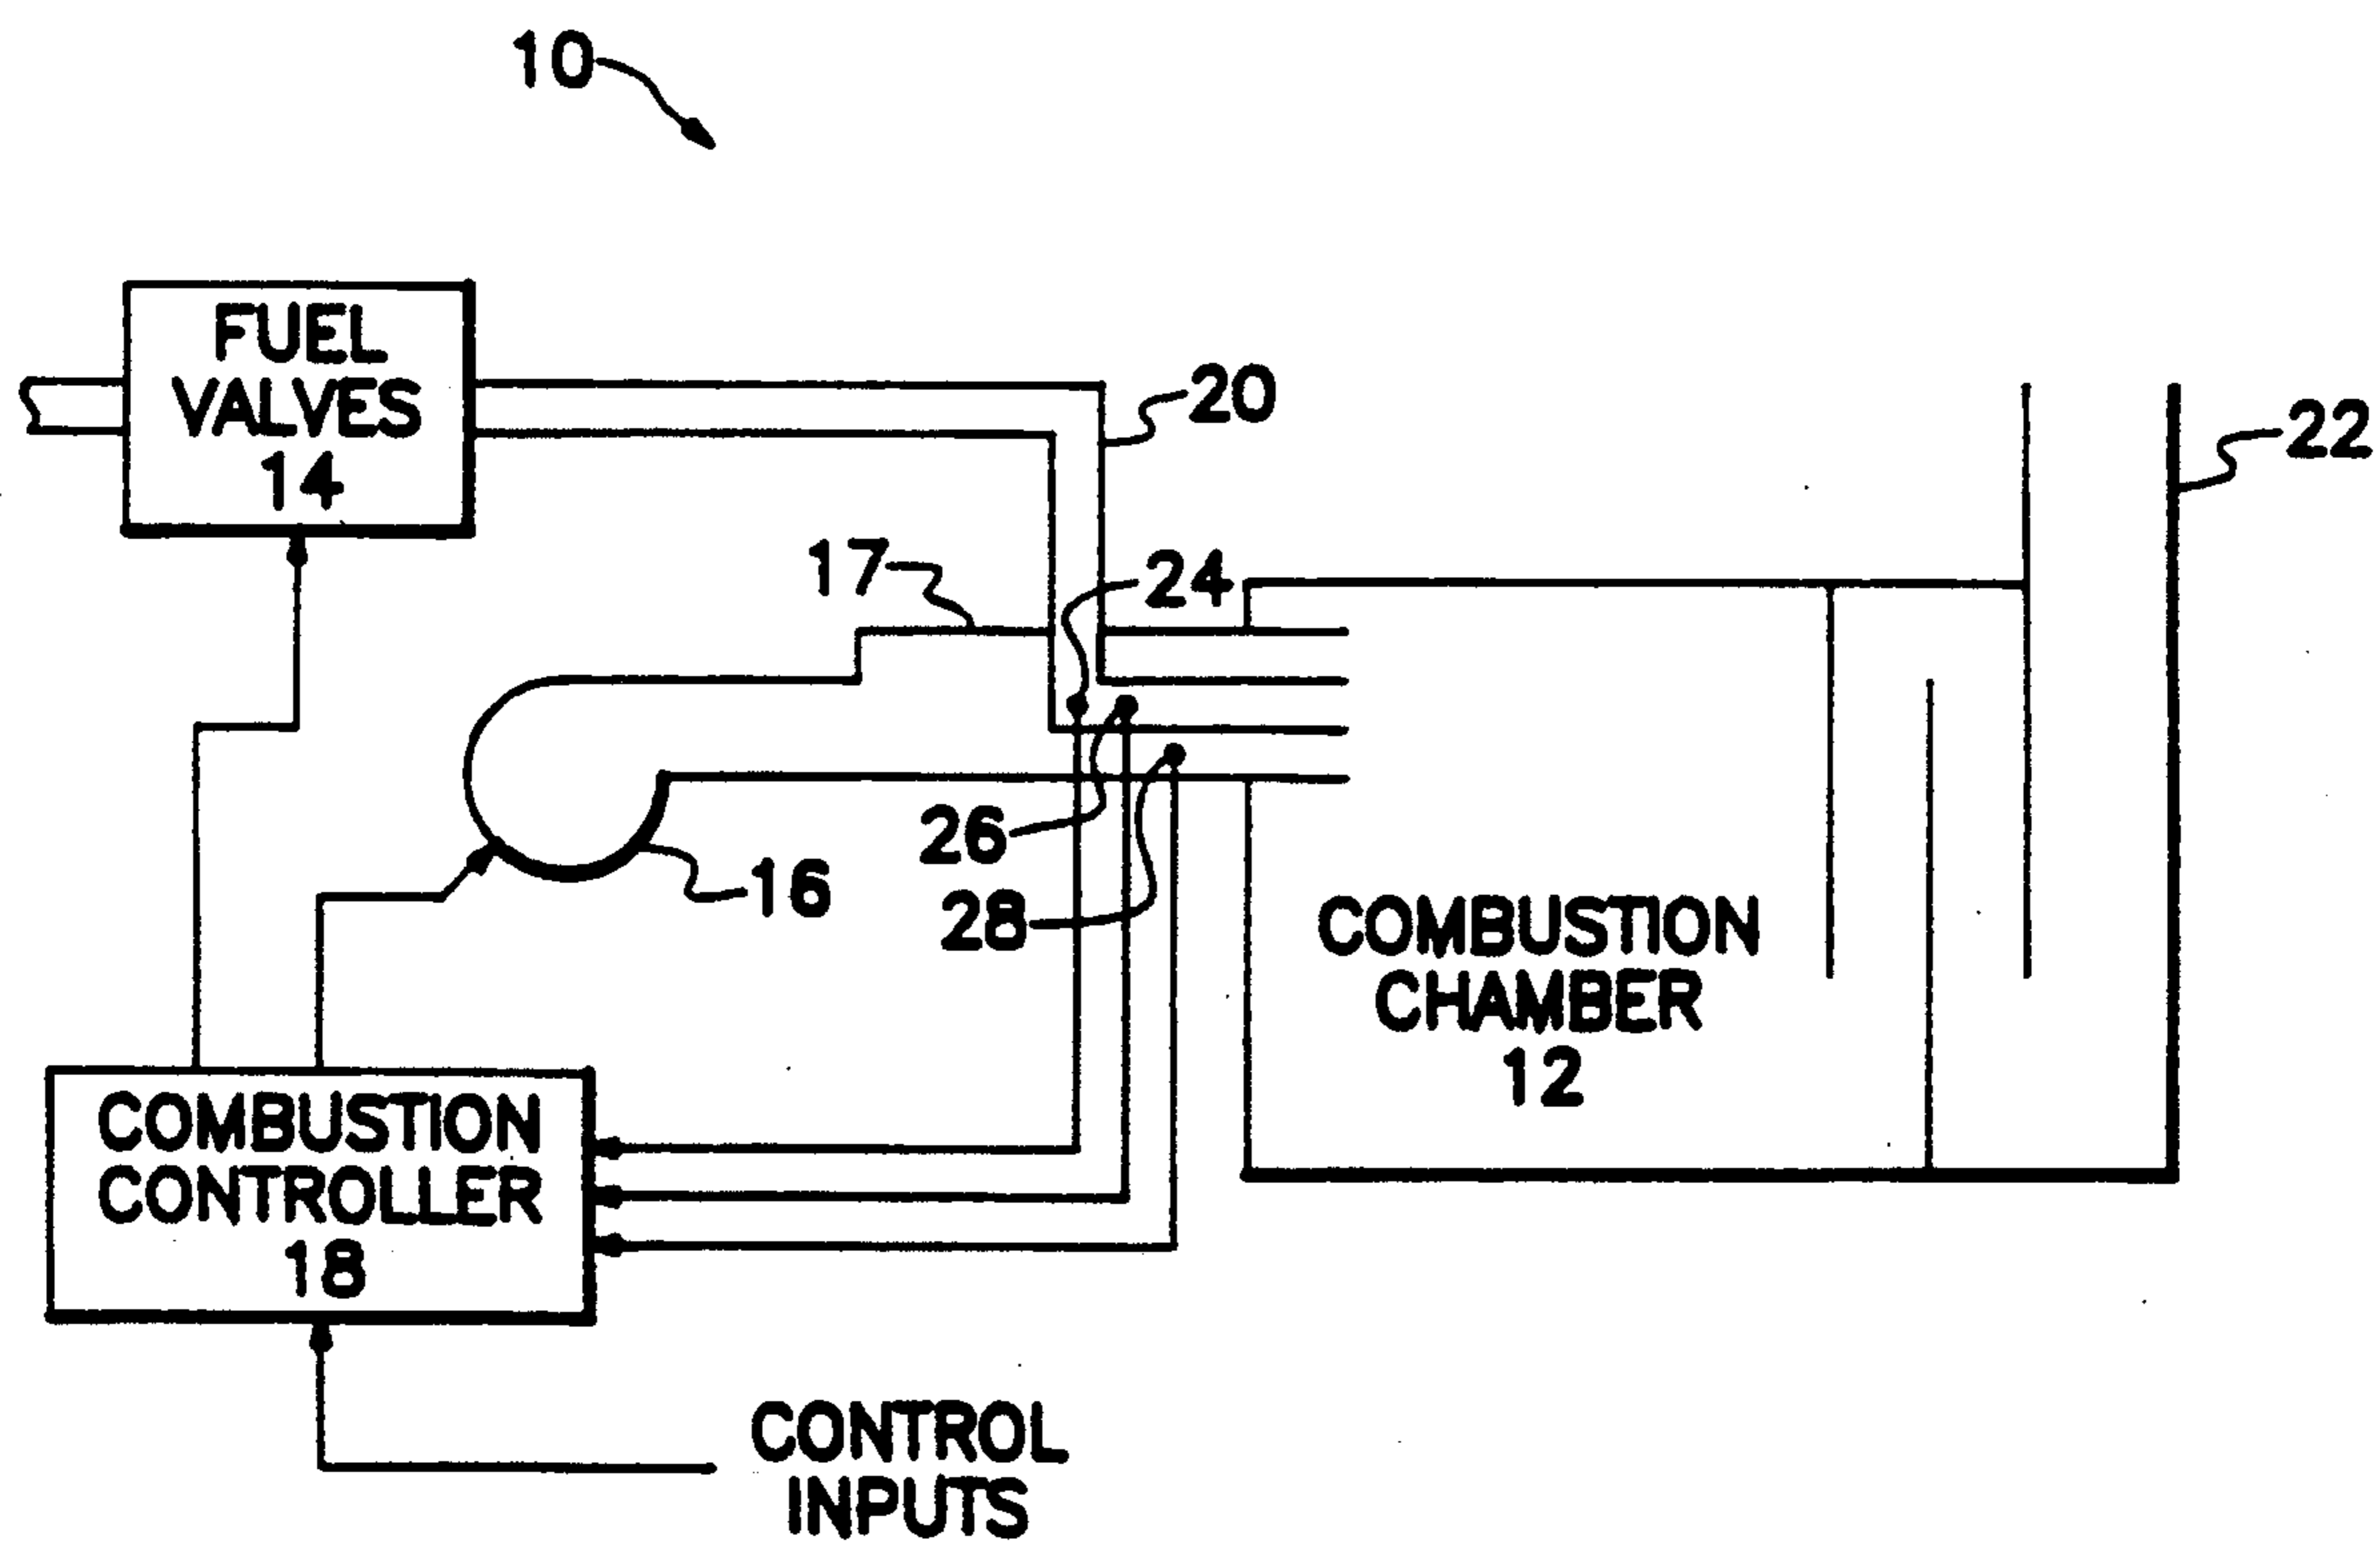 10
FUEL
VALVES
14
20
22
17
24
26
16
28
COMBUSTION
CHAMBER
12
COMBUSTION
CONTROLLER
18
CONTROL
INPUTS